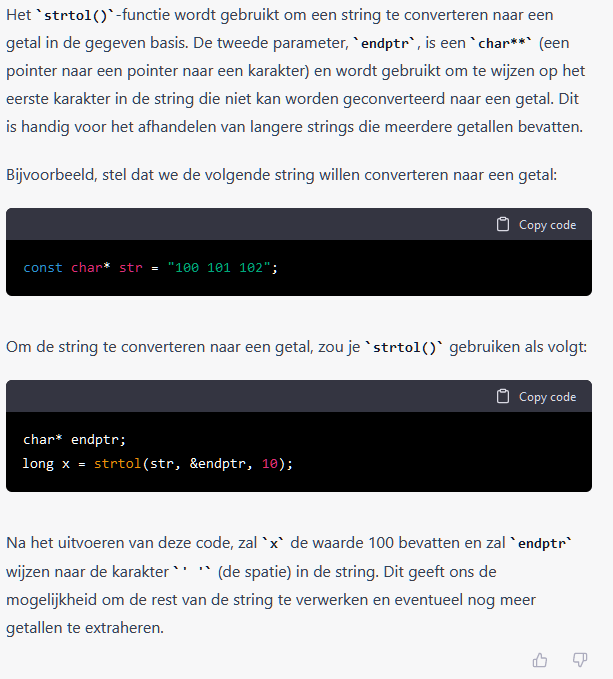 Het `strtol()`-functie wordt gebruikt om een string te converteren naar een
getal in de gegeven basis. De tweede parameter, `endptr`, is een `char**` (een
pointer naar een pointer naar een karakter) en wordt gebruikt om te wijzen op het
eerste karakter in de string die niet kan worden geconverteerd naar een getal. Dit
is handig voor het afhandelen van langere strings die meerdere getallen bevatten.
Bijvoorbeeld, stel dat we de volgende string willen converteren naar een getal:
Copy code
const char* str = "100 101 102";
Om de string te converteren naar een getal, zou je `strtol()` gebruiken als volgt:
Copy code
char* endptr;
long x = strtol(str, &endptr, 10);
Na het uitvoeren van deze code, zal `x` de waarde 100 bevatten en zal `endptr`
wijzen naar de karakter `' '` (de spatie) in de string. Dit geeft ons de
mogelijkheid om de rest van de string te verwerken en eventueel nog meer
getallen te extraheren.